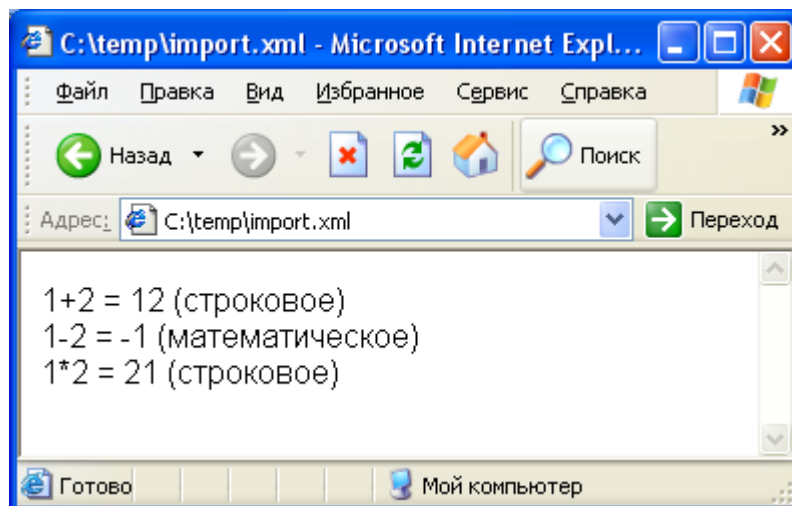 C:\temp\import.xml - Microsoft Internet Expl...
Файл Правка Вид Избранное Сервис Справка
Назад Поиск »
Адрес: C:\temp\import.xml Переход
1+2 = 12 (строковое)
1-2 = -1 (математическое)
1*2 = 21 (строковое)
Готово Мой компьютер